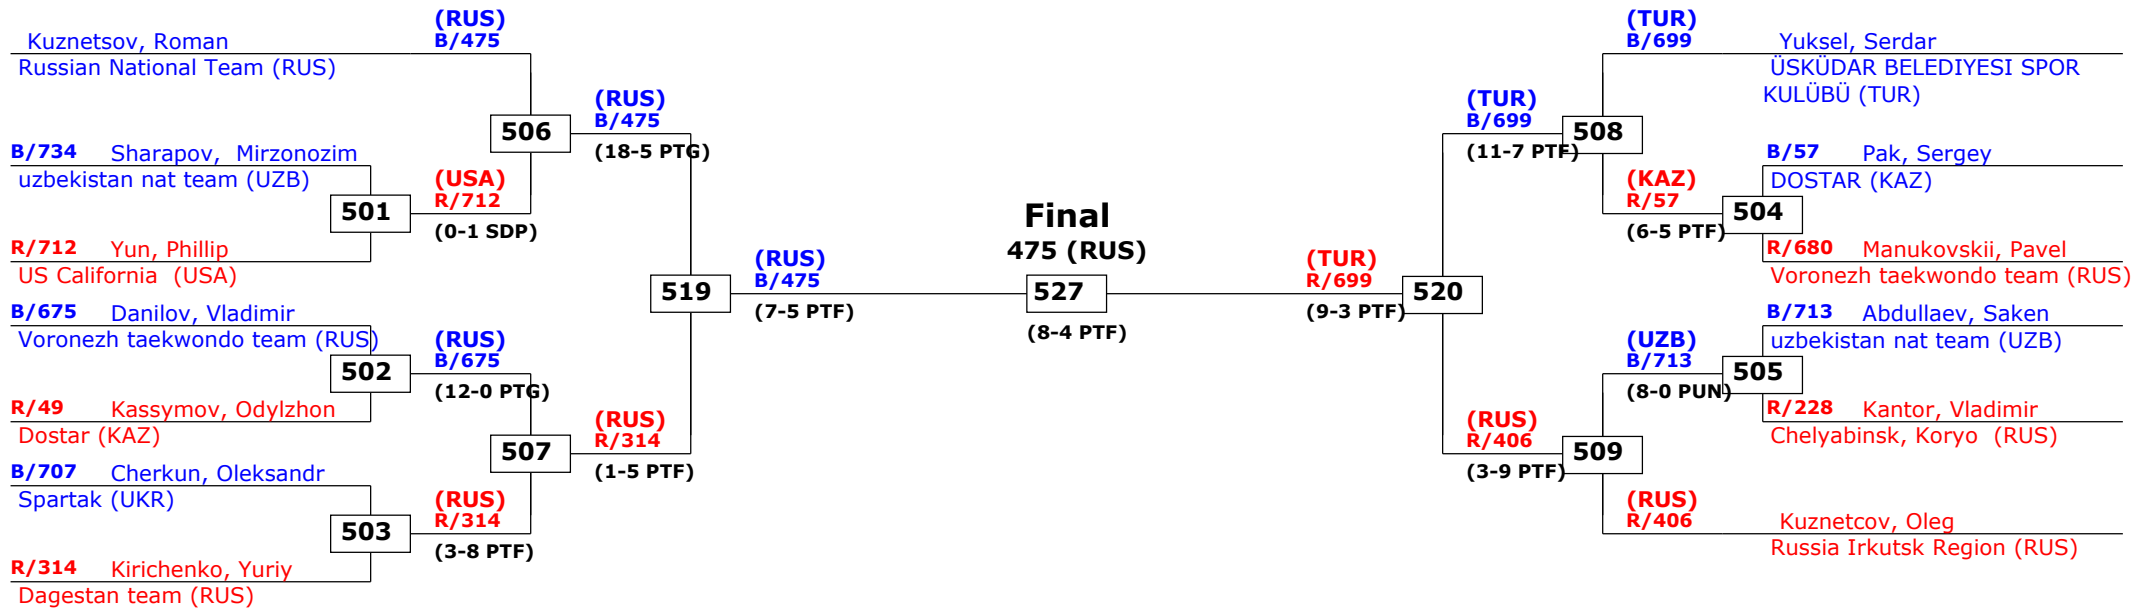 (RUS)
B/475
Kuznetsov, Roman
Russian National Team (RUS)
B/734 Sharapov, Mirzonozim
uzbekistan nat team (UZB)
501
R/712 Yun, Phillip
US California (USA)
(USA)
R/712
(0-1 SDP)
506
(RUS)
B/475
(18-5 PTG)
B/675 Danilov, Vladimir
Voronezh taekwondo team (RUS)
502
R/49 Kassymov, Odylzhon
Dostar (KAZ)
(RUS)
B/675
(12-0 PTG)
B/707 Cherkun, Oleksandr
Spartak (UKR)
503
R/314 Kirichenko, Yuriy
Dagestan team (RUS)
(RUS)
R/314
(3-8 PTF)
507
(RUS)
R/314
(1-5 PTF)
519
(RUS)
B/475
(7-5 PTF)
Final
475 (RUS)
527
(8-4 PTF)
(TUR)
R/699
(9-3 PTF)
520
(TUR)
B/699
(11-7 PTF)
508
(TUR)
B/699
Yuksel, Serdar
ÜSKÜDAR BELEDIYESI SPOR
KULÜBÜ (TUR)
(KAZ)
R/57
(6-5 PTF)
504
B/57 Pak, Sergey
DOSTAR (KAZ)
R/680 Manukovskii, Pavel
Voronezh taekwondo team (RUS)
(RUS)
R/406
(3-9 PTF)
509
(UZB)
B/713
(8-0 PUN)
505
B/713 Abdullaev, Saken
uzbekistan nat team (UZB)
R/228 Kantor, Vladimir
Chelyabinsk, Koryo (RUS)
(RUS)
R/406
Kuznetcov, Oleg
Russia Irkutsk Region (RUS)